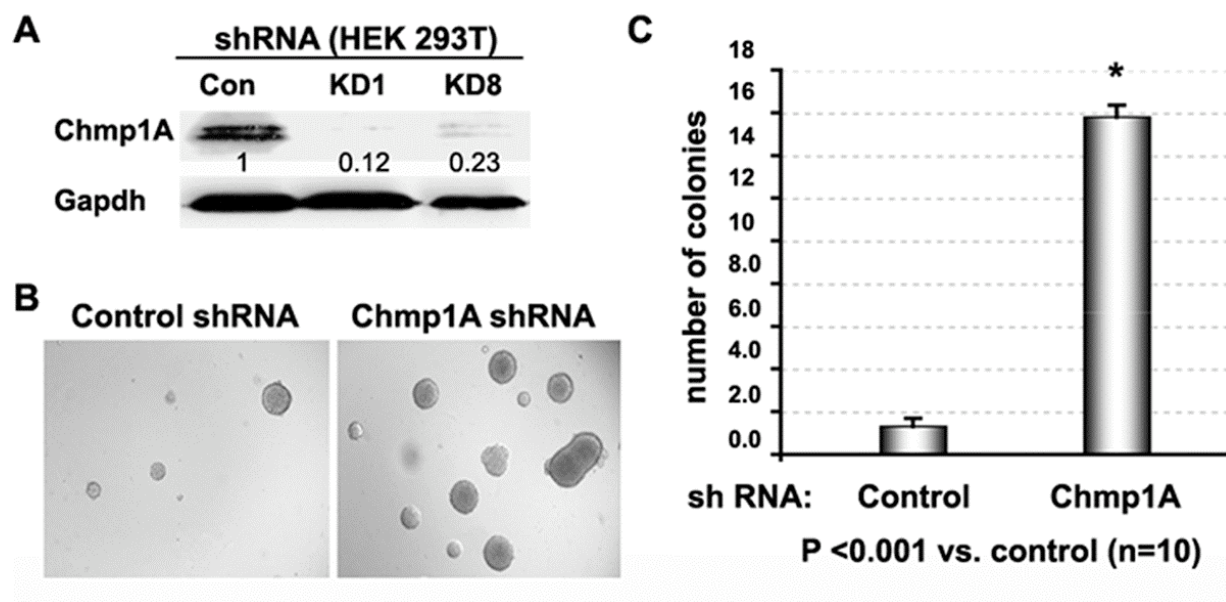 A
shRNA (HEK 293T)
Con KD1 KD8
Chmp1A
1 0.12 0.23
Gapdh
B
Control shRNA Chmp1A shRNA
C
number of colonies
18
16
14
12
10
8.0
6.0
4.0
2.0
0.0
*
sh RNA: Control Chmp1A
P <0.001 vs. control (n=10)